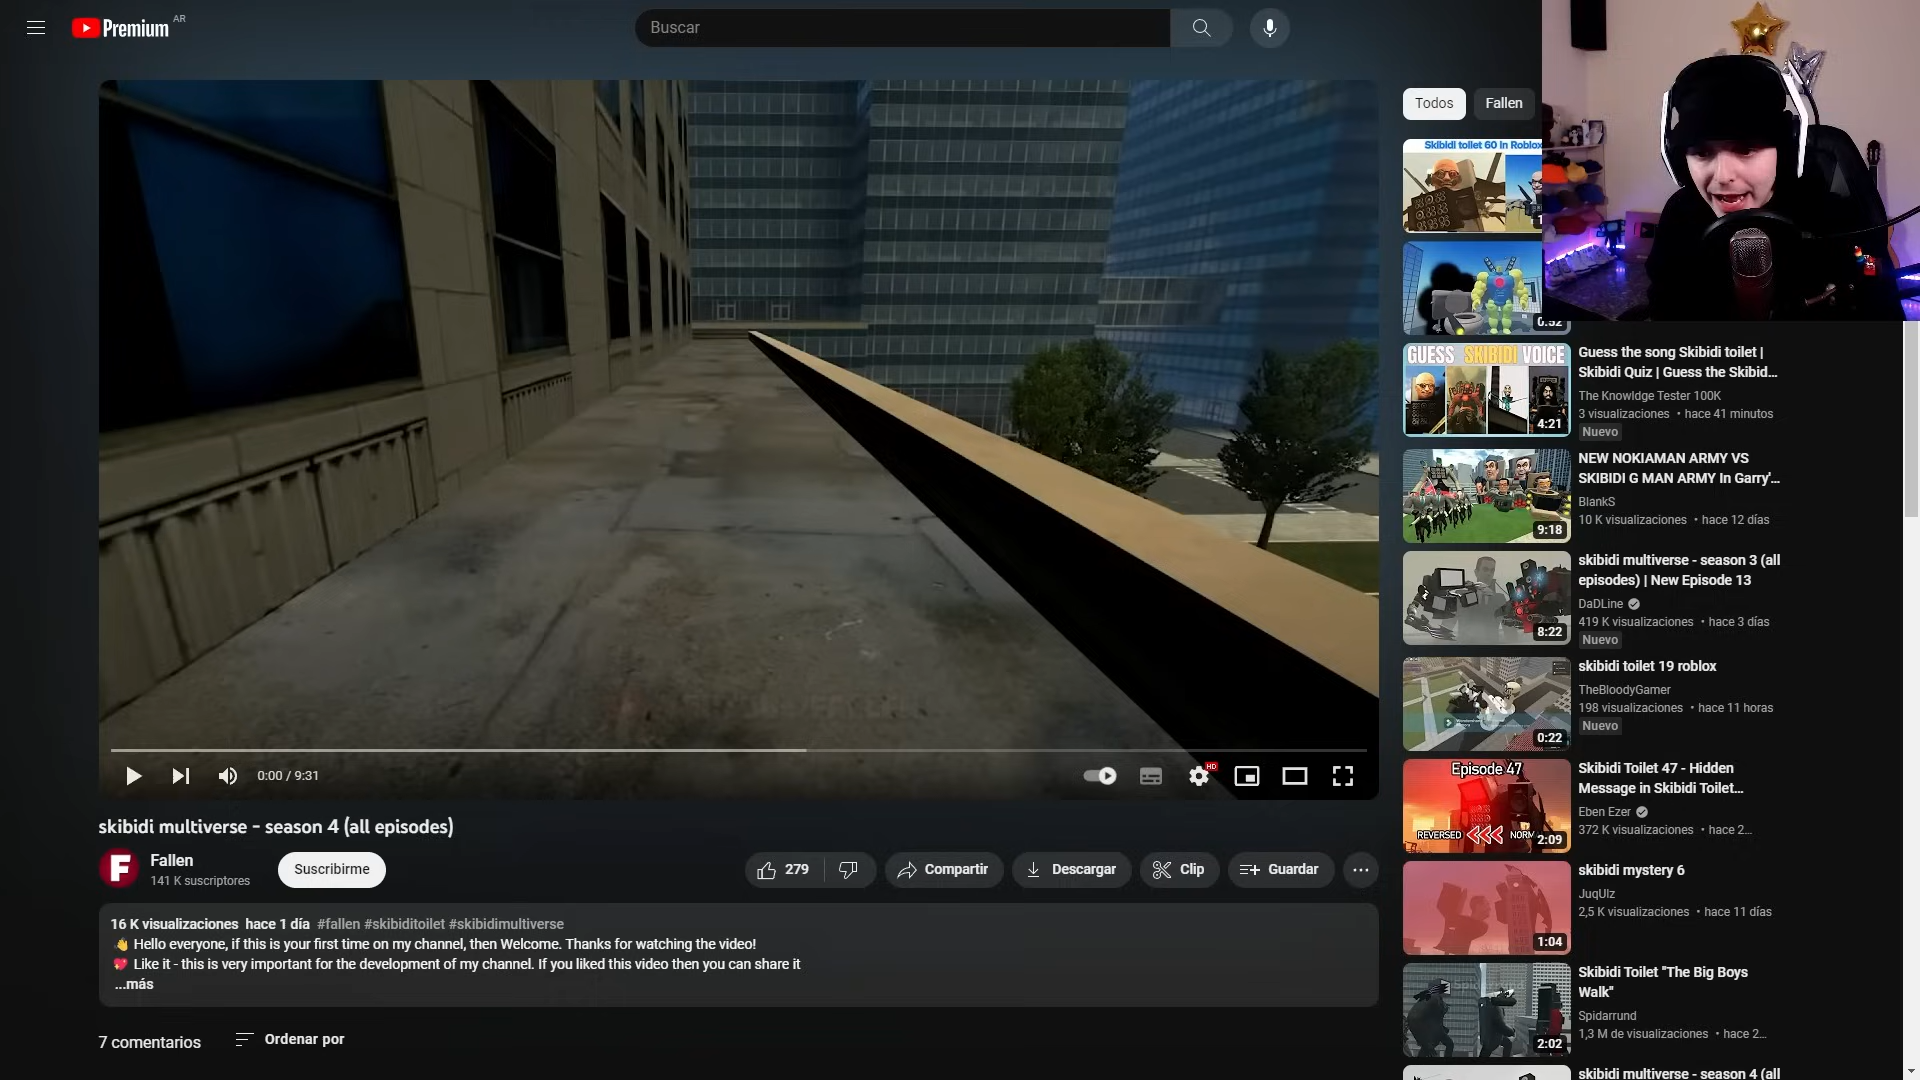 Premium AR
Buscar
Todos
Fallen
Skibidi toilet 60 In Roblox
0:52
GUESS SKIBIDI VOICE
4:21
Guess the song Skibidi toilet |
Skibidi Quiz | Guess the Skibid...
The Knowldge Tester 100K
3 visualizaciones • hace 41 minutos
Nuevo
9:18
NEW NOKIAMAN ARMY VS
SKIBIDI G MAN ARMY In Garry'...
BlankS
10 K visualizaciones • hace 12 días
8:22
skibidi multiverse - season 3 (all
episodes) | New Episode 13
DaDLine
419 K visualizaciones • hace 3 días
Nuevo
0:22
skibidi toilet 19 roblox
TheBloodyGamer
198 visualizaciones • hace 11 horas
Nuevo
Episode 47
REVERSED
NORM
2:09
Skibidi Toilet 47 - Hidden
Message in Skibidi Toilet...
Eben Ezer
372 K visualizaciones • hace 2...
1:04
skibidi mystery 6
JuqUlz
2,5 K visualizaciones • hace 11 días
2:02
Skibidi Toilet "The Big Boys
Walk"
Spidarrund
1,3 M de visualizaciones • hace 2...
skibidi multiverse - season 4 (all
0:00 / 9:31
HD
skibidi multiverse - season 4 (all episodes)
F
Fallen
141 K suscriptores
Suscribirme
279
Compartir
Descargar
Clip
Guardar
16 K visualizaciones hace 1 día #fallen #skibiditoilet #skibidimultiverse
👋 Hello everyone, if this is your first time on my channel, then Welcome. Thanks for watching the video!
💖 Like it - this is very important for the development of my channel. If you liked this video then you can share it
...más
7 comentarios
Ordenar por